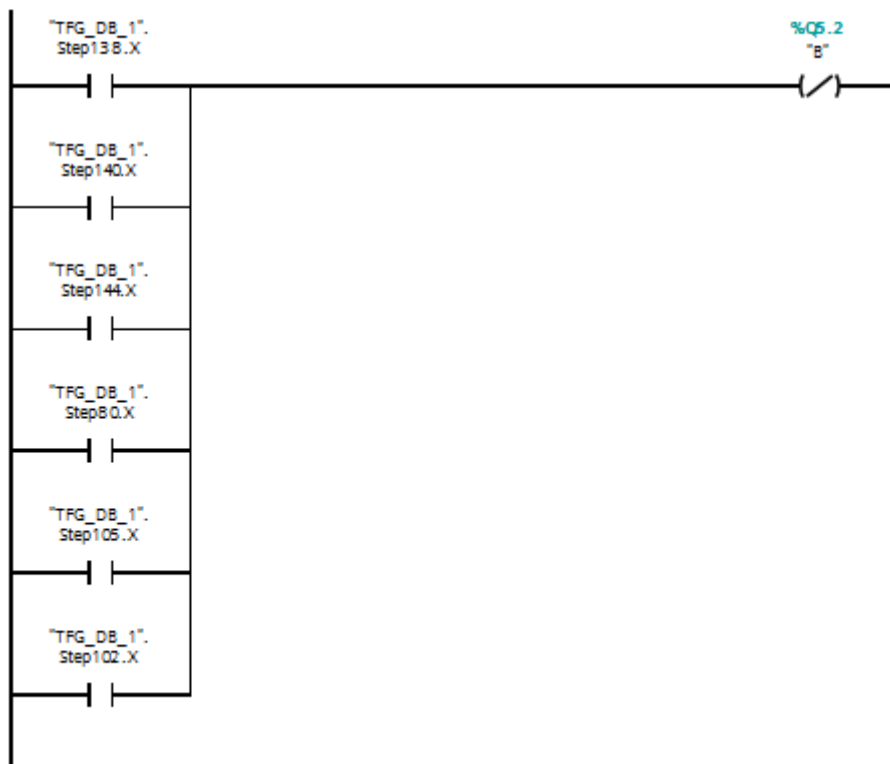 "TFG_DB_1".
Step138.X
%Q5.2
"B"
"TFG_DB_1".
Step140.X
"TFG_DB_1".
Step144.X
"TFG_DB_1".
Step80.X
"TFG_DB_1".
Step105.X
"TFG_DB_1".
Step102.X